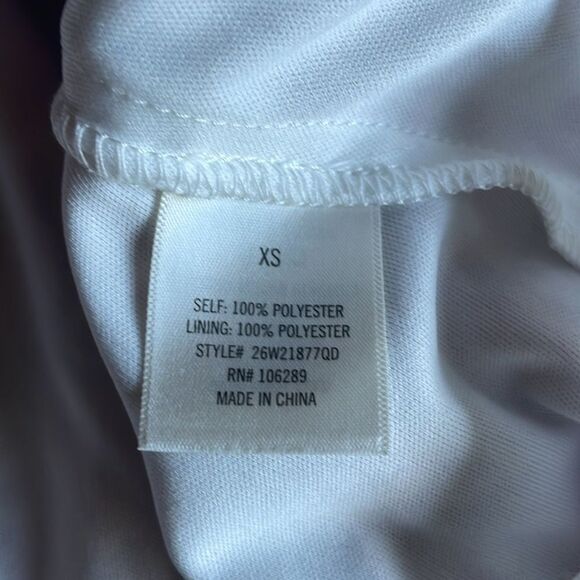 XS
SELF: 100% POLYESTER
LINING: 100% POLYESTER
STYLE# 26W21877QD
RN# 106289
MADE IN CHINA